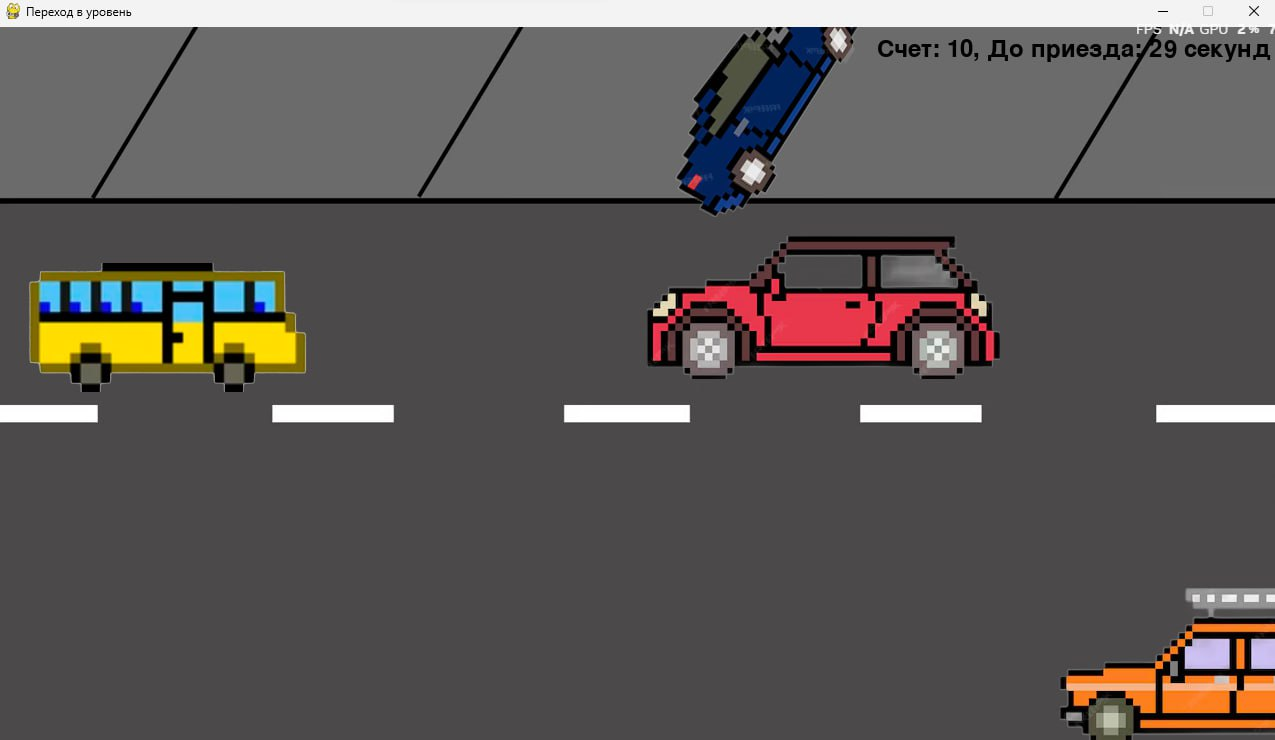 Переход в уровень
FPS N/A GPU 2%
Счет: 10, До приезда: 29 секунд